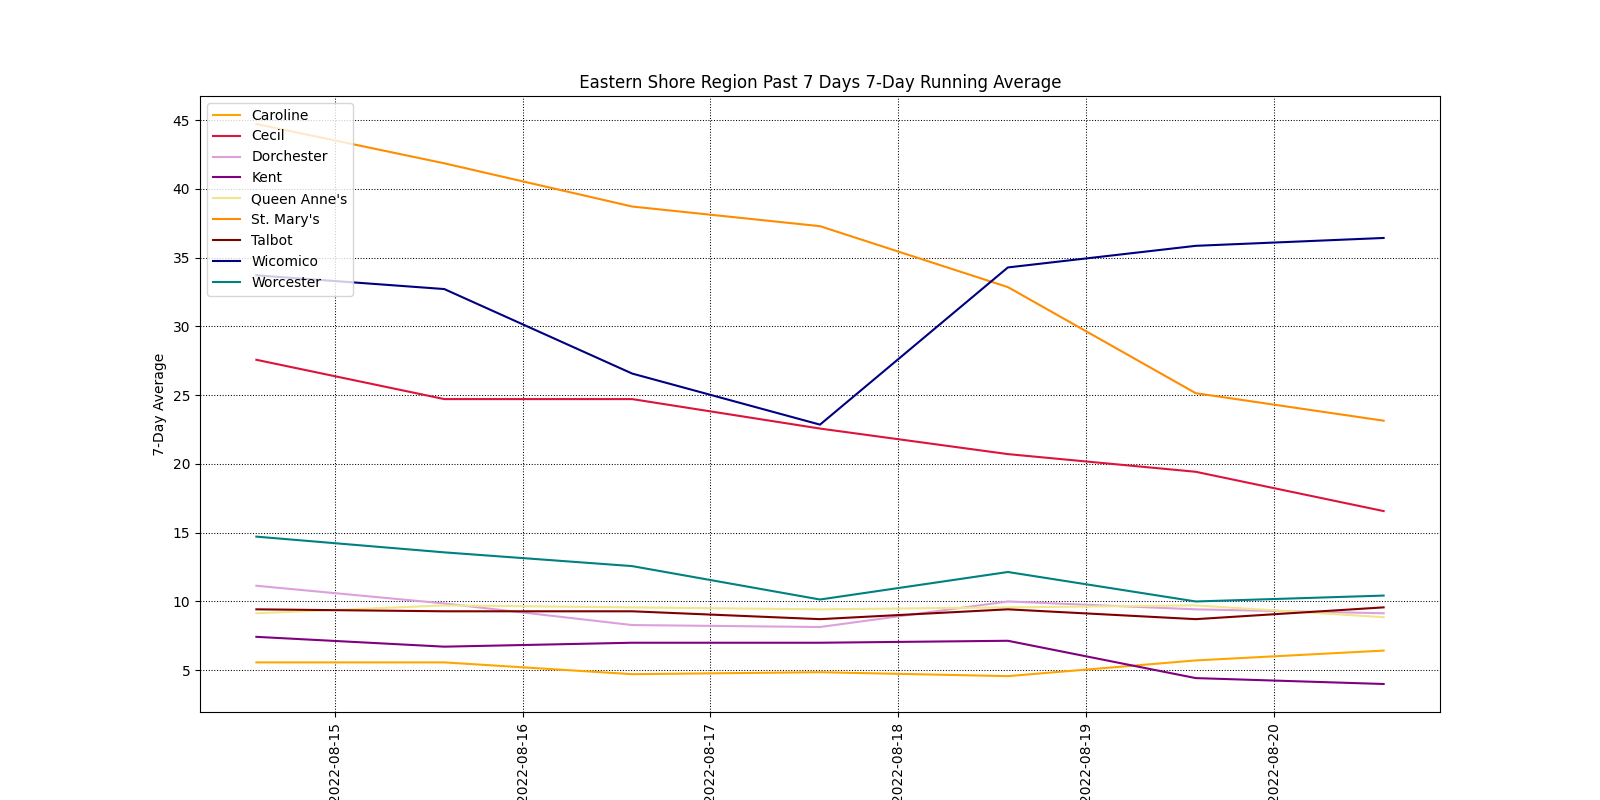 Eastern Shore Region Past 7 Days 7-Day Running Average
Caroline
Cecil
Dorchester
Kent
Queen Anne's
St. Mary's
Talbot
Wicomico
Worcester
45
40
35
30
25
20
15
10
5
7-Day Average
2022-08-15
2022-08-16
2022-08-17
2022-08-18
2022-08-19
2022-08-20